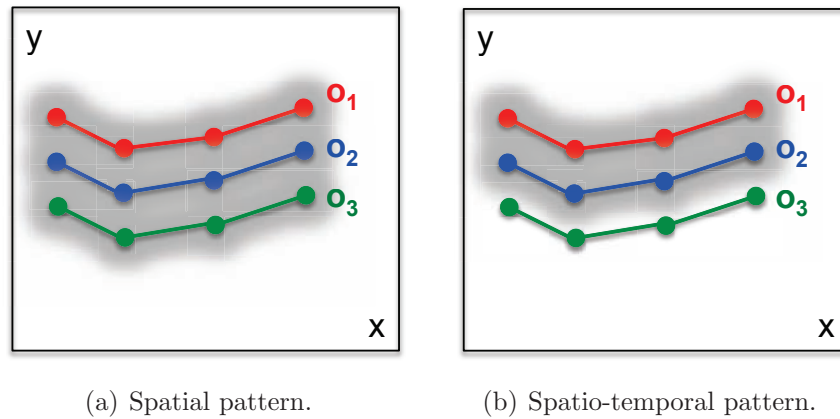 y
o1
o2
o3
x
(a) Spatial pattern.
y
o1
o2
o3
x
(b) Spatio-temporal pattern.